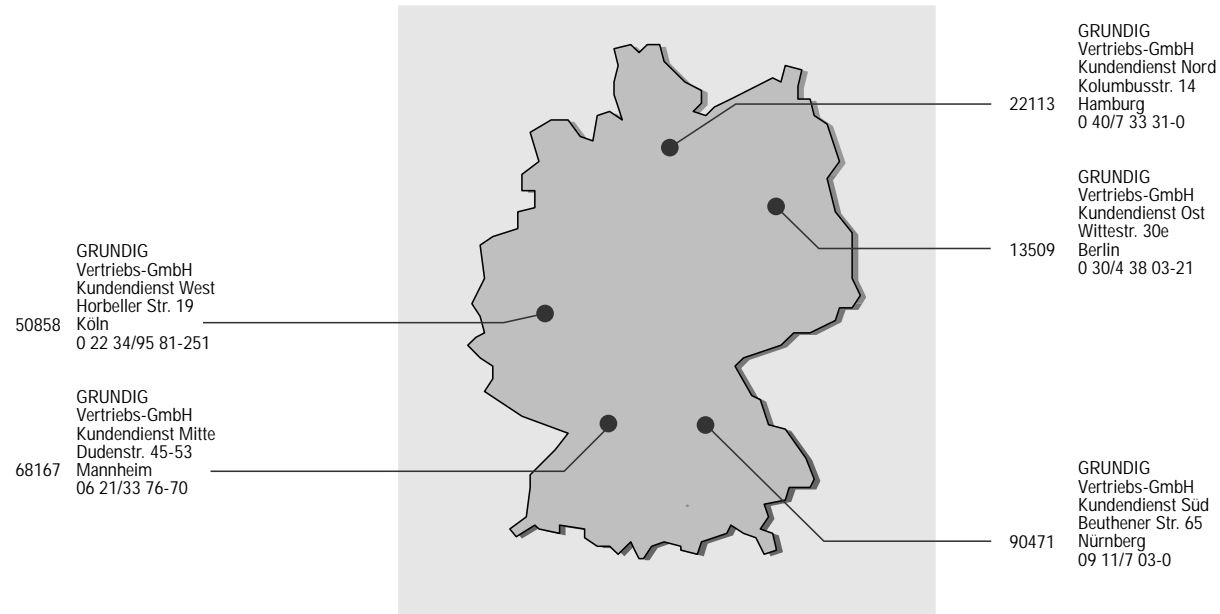 GRUNDIG
Vertriebs-GmbH
Kundendienst Nord
Kolumbusstr. 14
22113 Hamburg
0 40/7 33 31-0
GRUNDIG
Vertriebs-GmbH
Kundendienst Ost
Wittestr. 30e
13509 Berlin
0 30/4 38 03-21
GRUNDIG
Vertriebs-GmbH
Kundendienst West
Horbeller Str. 19
50858 Köln
0 22 34/95 81-251
GRUNDIG
Vertriebs-GmbH
Kundendienst Mitte
Dudenstr. 45-53
68167 Mannheim
06 21/33 76-70
GRUNDIG
Vertriebs-GmbH
Kundendienst Süd
Beuthener Str. 65
90471 Nürnberg
09 11/7 03-0